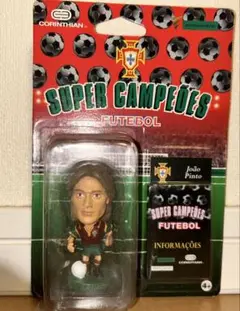 CORINTHIAN
SUPER CAMPEÕES
FUTEBOL
João
Pinto
SUPER CAMPEÕES
FUTEBOL
INFORMAÇÕES
CORINTHIAN
4+